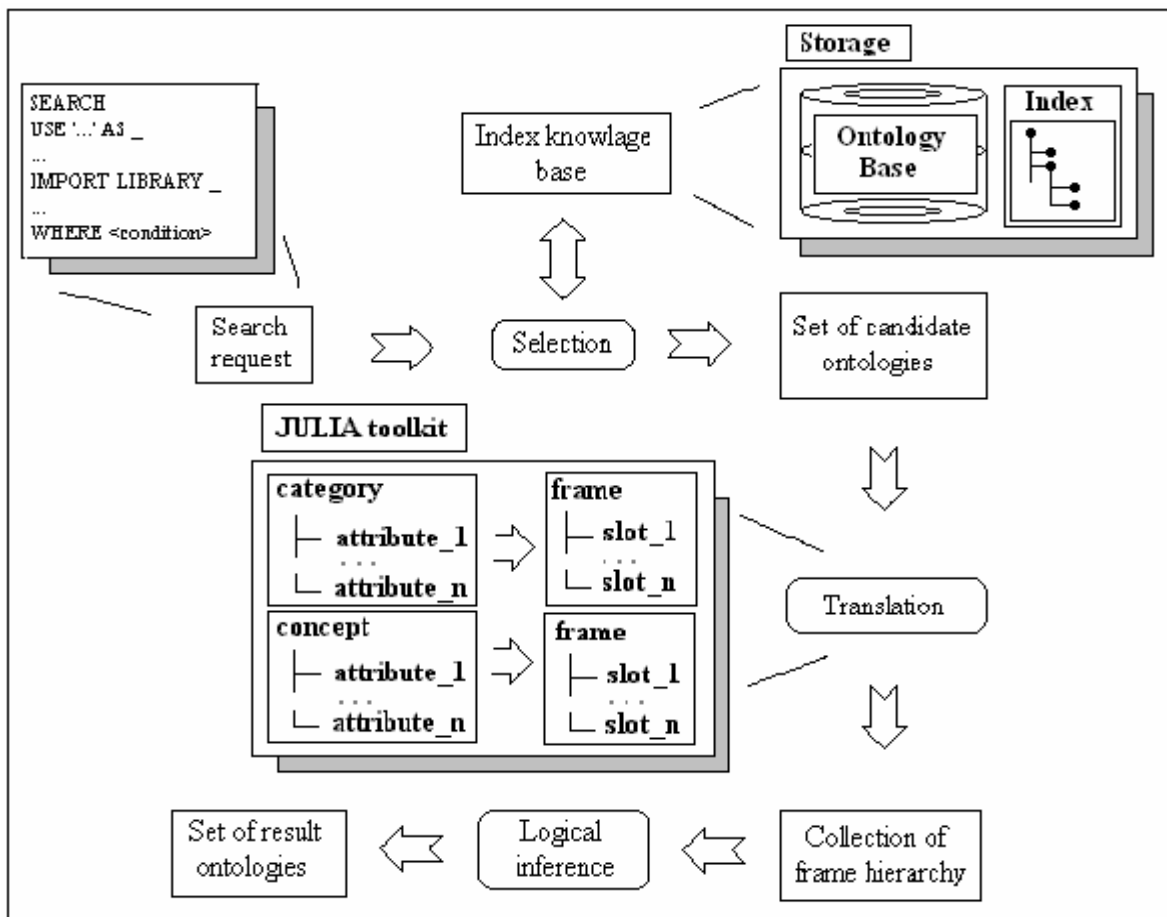 Storage
SEARCH
USE '...' AS _
...
IMPORT LIBRARY _
...
WHERE <condition>
Index knowlage
base
Ontology
Base
Index
Search
request
Selection
Set of candidate
ontologies
JULIA toolkit
category
attribute_1
...
attribute_n
frame
slot_1
...
slot_n
concept
attribute_1
...
attribute_n
frame
slot_1
...
slot_n
Translation
Set of result
ontologies
Logical
inference
Collection of
frame hierarchy